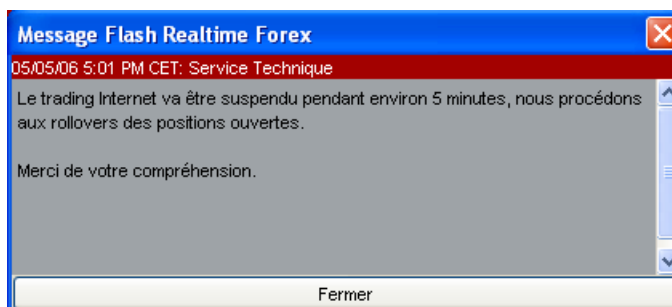 Message Flash Realtime Forex
05/05/06 5:01 PM CET: Service Technique
Le trading Internet va être suspendu pendant environ 5 minutes, nous procédons
aux rollovers des positions ouvertes.
Merci de votre compréhension.
Fermer